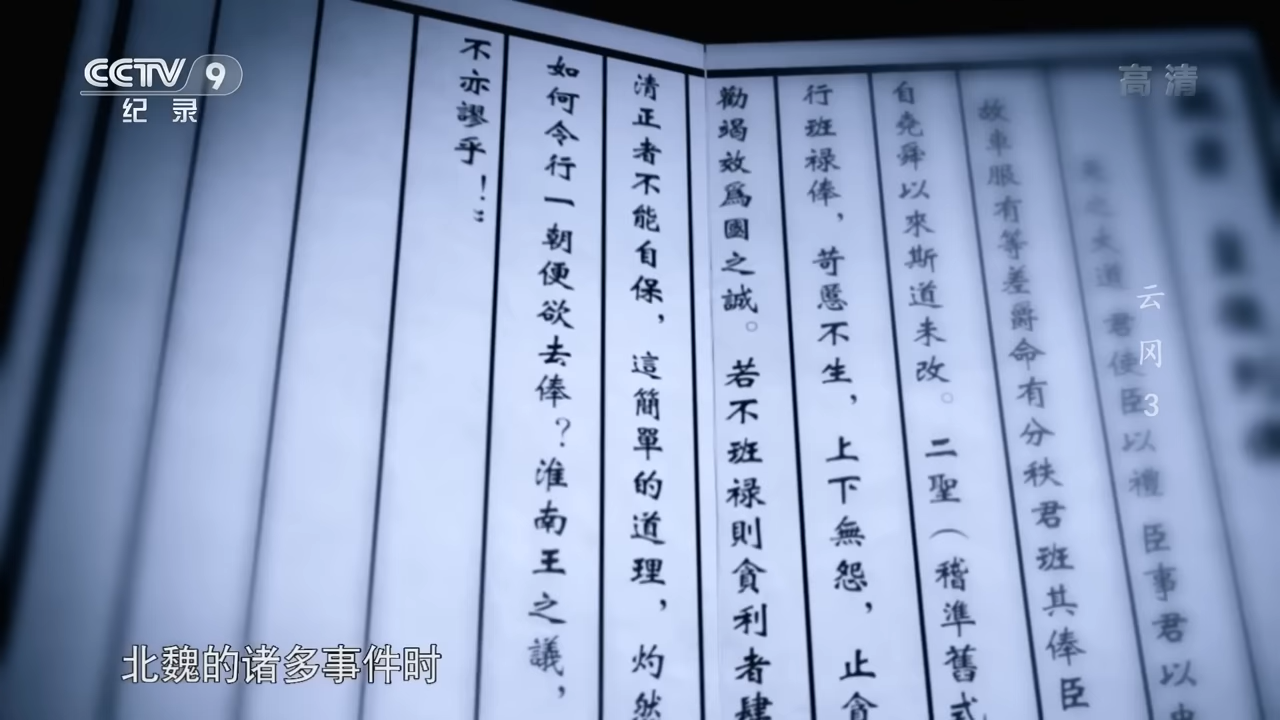 CCTV 9
纪录
高清
云冈 3
之大道 君使臣以禮 臣事君以
故車服有等差爵命有分秩君班其俸臣
自堯舜以來斯道未改。二聖（稽準舊式
行班禄俸，苛慝不生，上下無怨，止貪
勸竭效爲國之誠。若不班禄則貪利者肆
清正者不能自保，這簡單的道理，灼然
如何令行一朝便欲去俸？淮南王之議，
不亦謬乎！：
北魏的诸多事件时